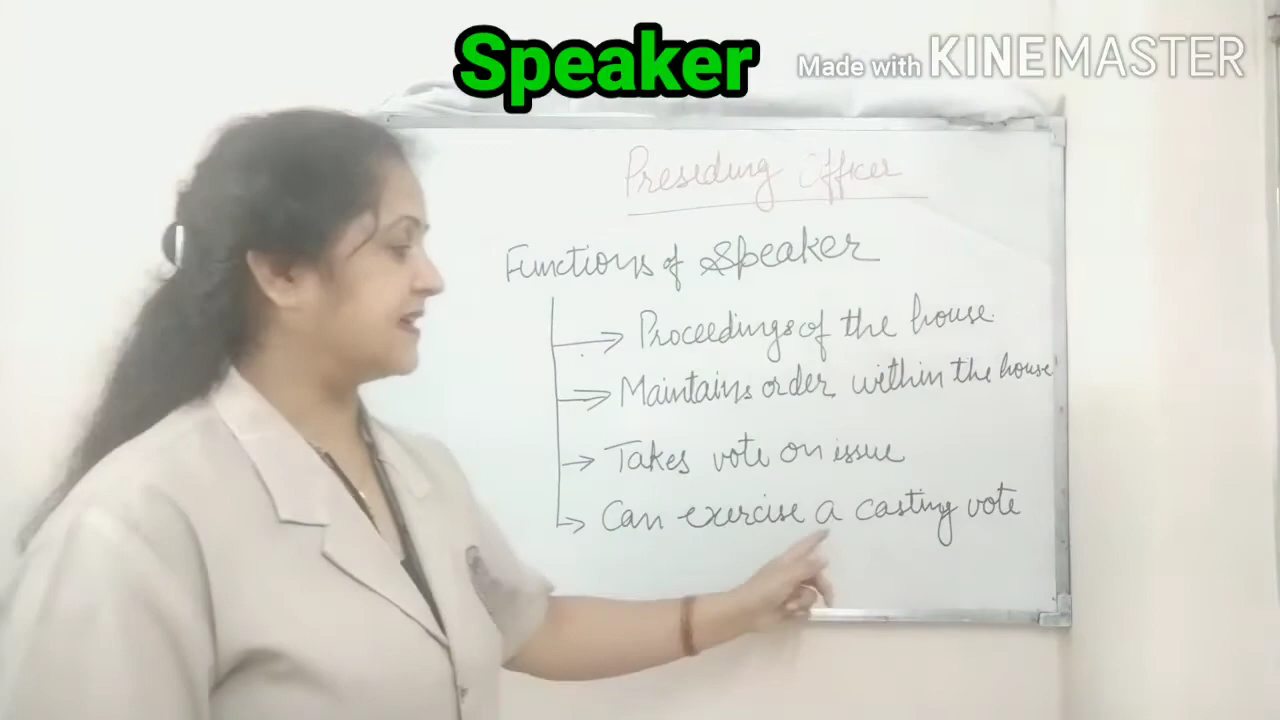 Speaker
Made with KINEMASTER
Presiding Officer
Functions of Speaker
Proceedings of the house.
Maintains order within the house
Takes vote on issue
Can exercise a casting vote